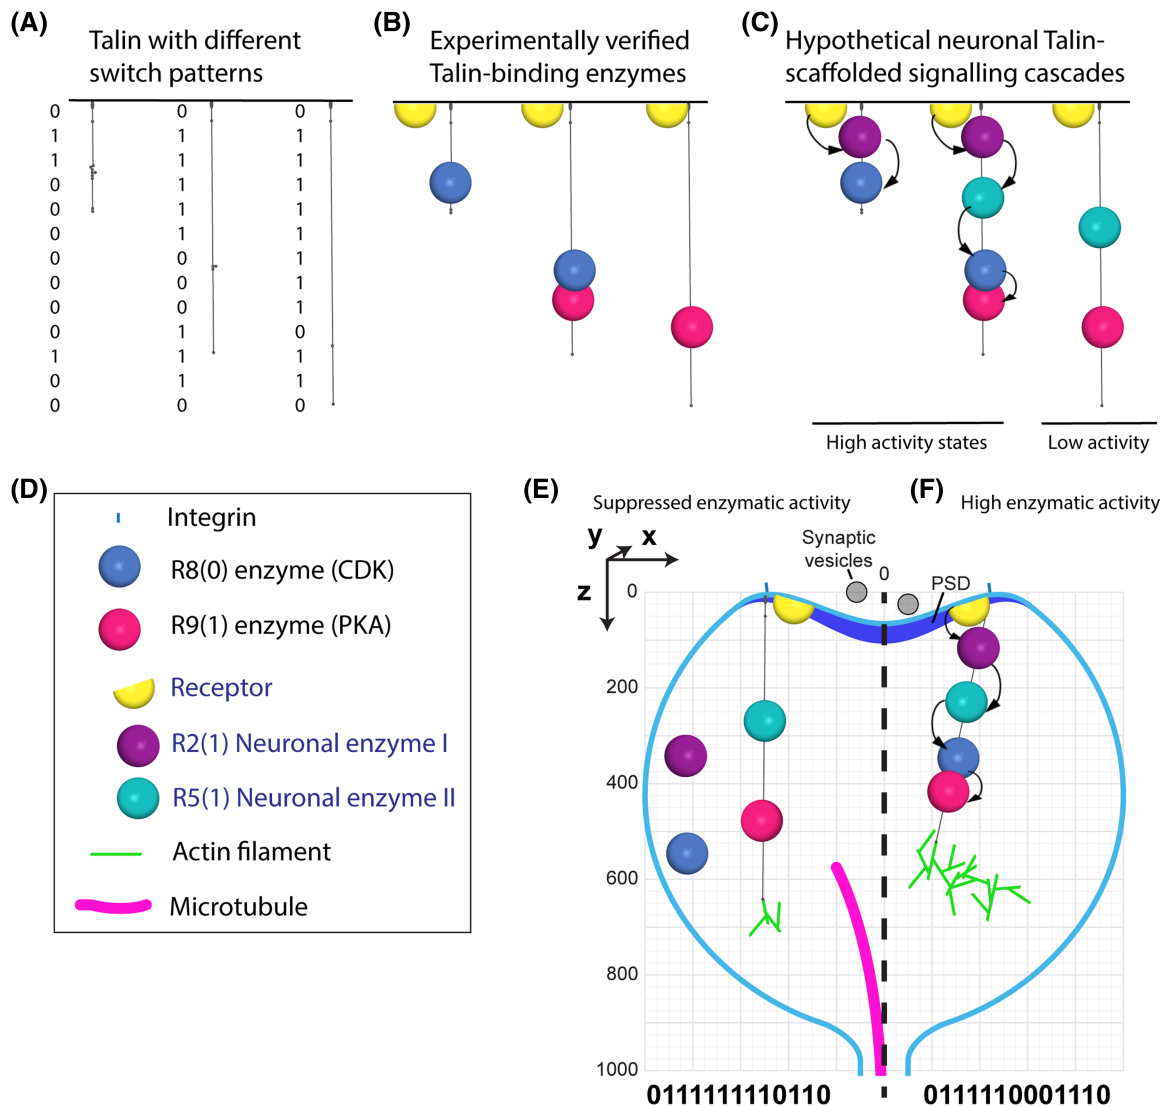 (A)
Talin with different
switch patterns
0 0 0
1 1 1
1 1 1
0 1 1
0 1 1
0 1 1
0 0 1
0 0 1
0 0 1
0 1 0
1 1 1
0 1 1
0 0 0
(B)
Experimentally verified
Talin-binding enzymes
(C)
Hypothetical neuronal Talin-
scaffolded signalling cascades
High activity states
Low activity
(D)
Integrin
R8(0) enzyme (CDK)
R9(1) enzyme (PKA)
Receptor
R2(1) Neuronal enzyme I
R5(1) Neuronal enzyme II
Actin filament
Microtubule
(E)
Suppressed enzymatic activity
(F)
High enzymatic activity
y x
z
Synaptic
vesicles
0
PSD
0
200
400
600
800
1000
0111111110110
0111110001110